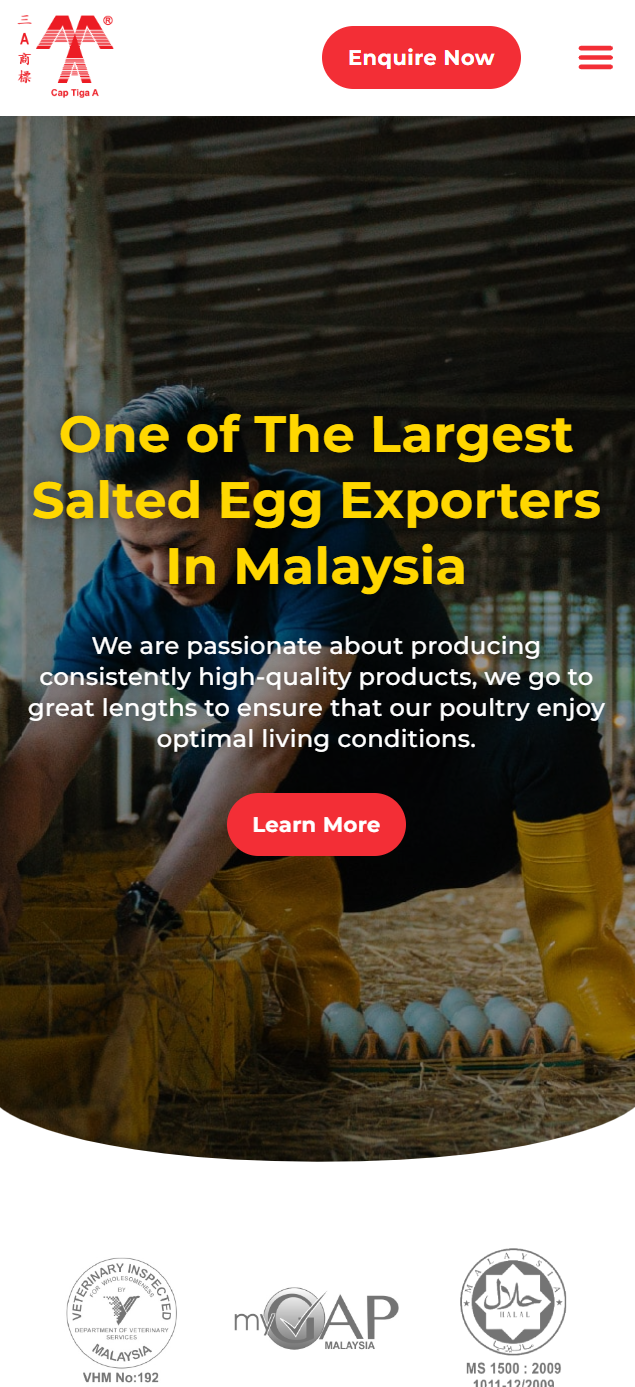 三
A
商
標
®
Cap Tiga A
Enquire Now
One of The Largest
Salted Egg Exporters
In Malaysia
We are passionate about producing
consistently high-quality products, we go to
great lengths to ensure that our poultry enjoy
optimal living conditions.
Learn More
VETERINARY INSPECTED
FOR WHOLESOMENESS
BY
DEPARTMENT OF VETERINARY
SERVICES
MALAYSIA
VHM No:192
myGAP
MALAYSIA
MALAYSIA
حلال
HALAL
ماليزيا
MS 1500 : 2009
1011-12/2009